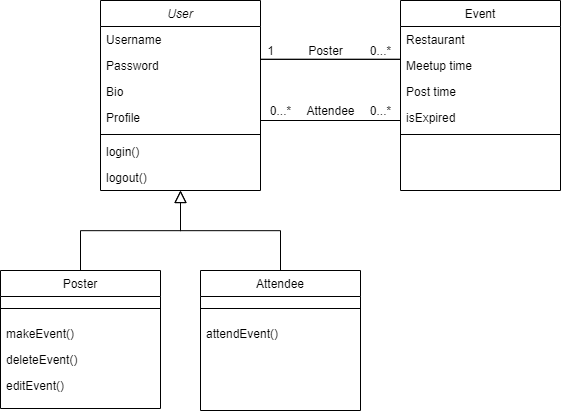 User
Username
Password
Bio
Profile
login()
logout()
1 Poster 0...*
0...* Attendee 0...*
Event
Restaurant
Meetup time
Post time
isExpired
Poster
makeEvent()
deleteEvent()
editEvent()
Attendee
attendEvent()